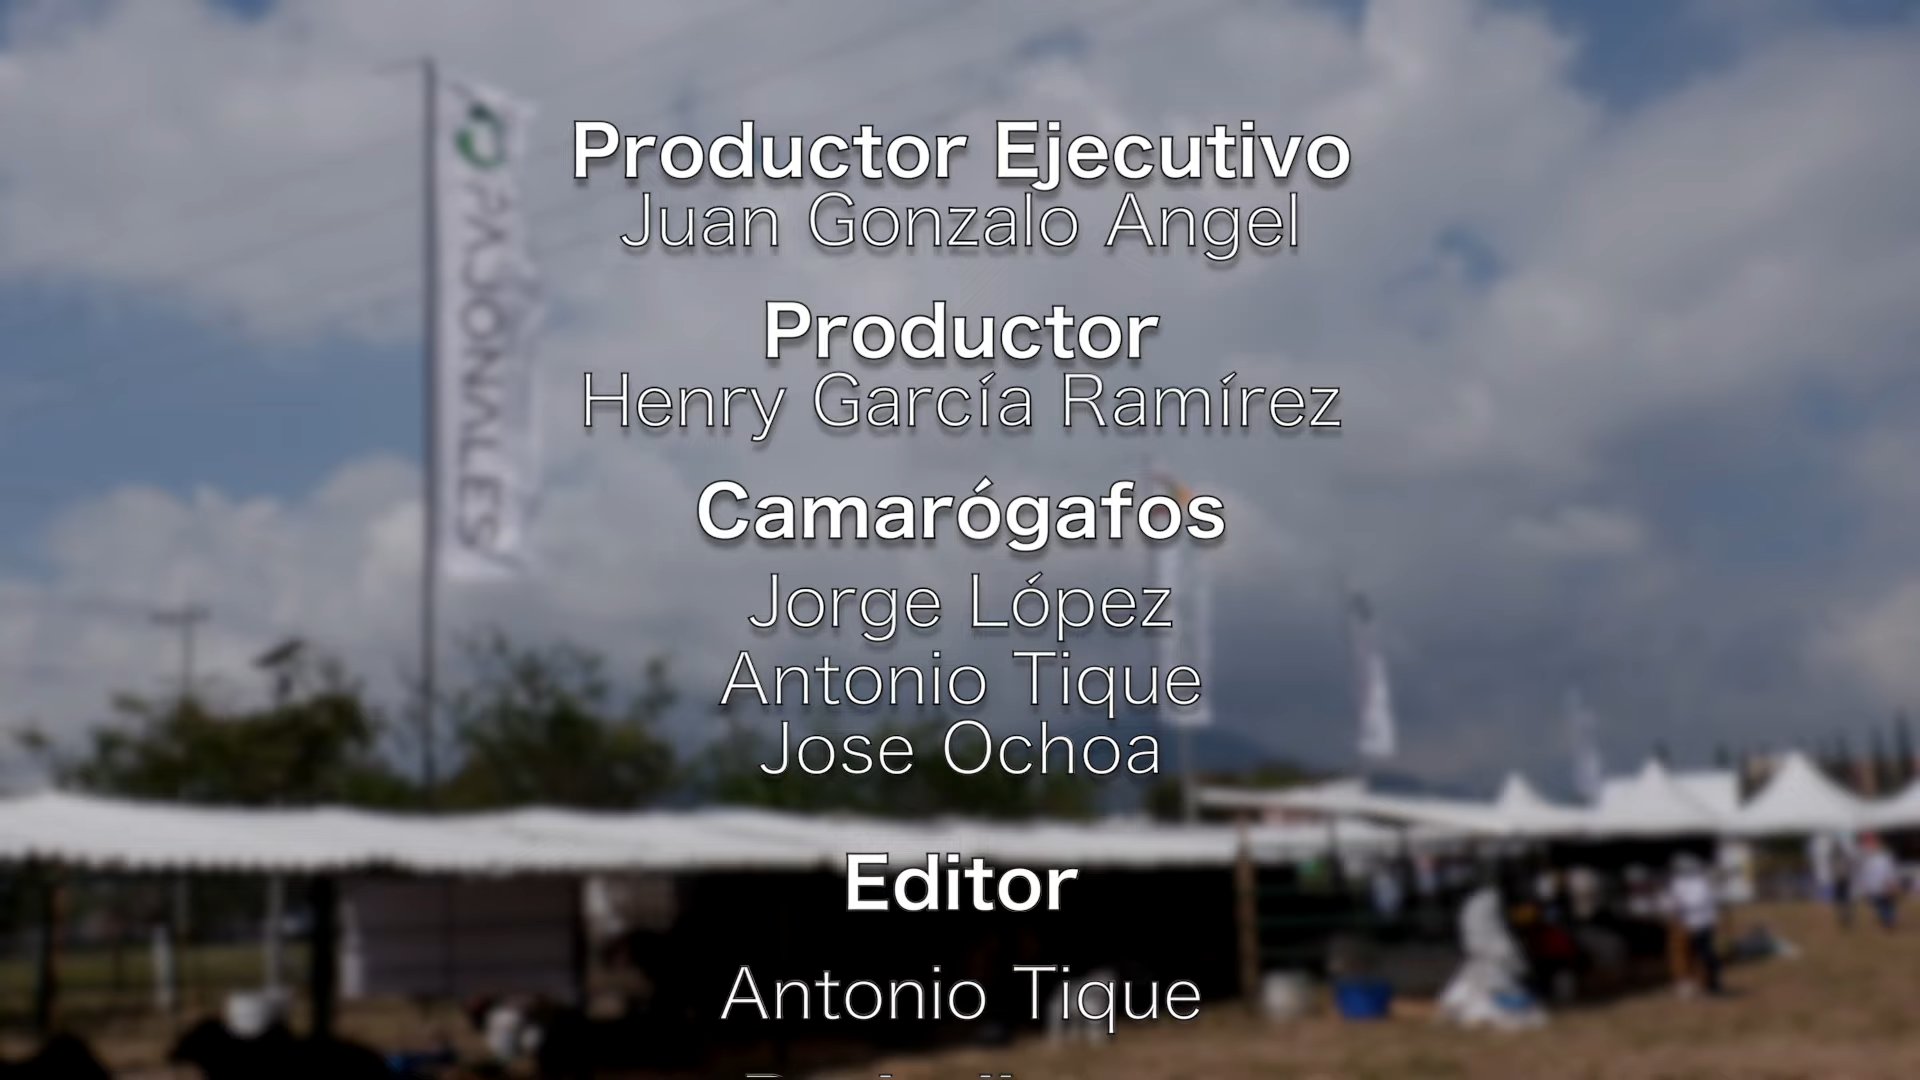 Productor Ejecutivo
Juan Gonzalo Angel
Productor
Henry García Ramírez
Camarógafos
Jorge López
Antonio Tique
Jose Ochoa
Editor
Antonio Tique
PAJONALES